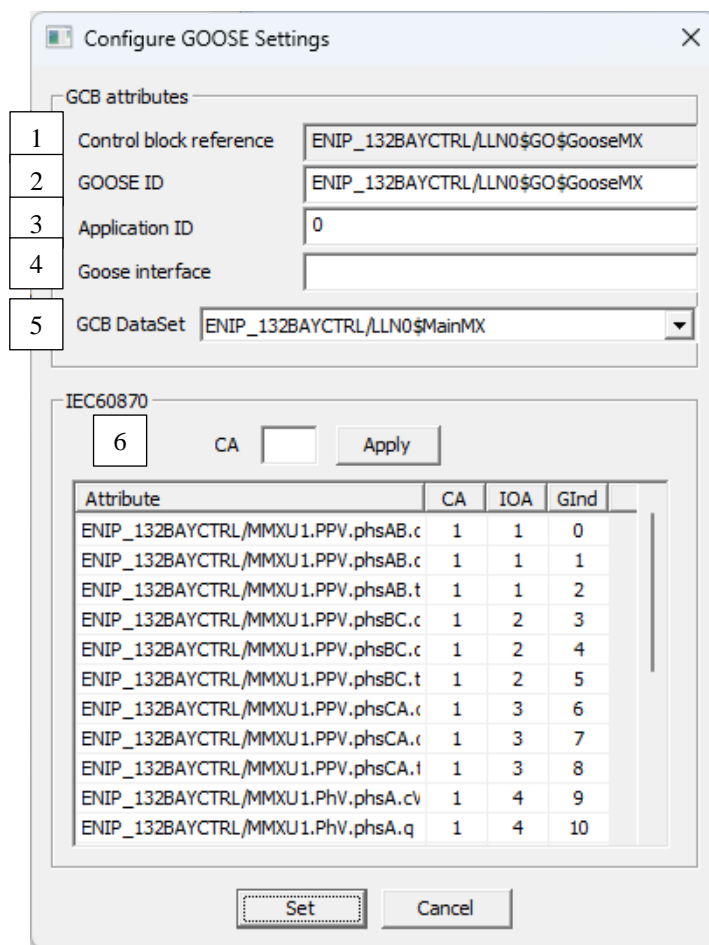 Configure GOOSE Settings
GCB attributes
1 Control block reference ENIP_132BAYCTRL/LLN0$GO$GooseMX
2 GOOSE ID ENIP_132BAYCTRL/LLN0$GO$GooseMX
3 Application ID 0
4 Goose interface
5 GCB DataSet ENIP_132BAYCTRL/LLN0$MainMX
IEC60870
6 CA Apply
Attribute CA IOA GInd
ENIP_132BAYCTRL/MMXU1.PPV.phsAB.c 1 1 0
ENIP_132BAYCTRL/MMXU1.PPV.phsAB.c 1 1 1
ENIP_132BAYCTRL/MMXU1.PPV.phsAB.t 1 1 2
ENIP_132BAYCTRL/MMXU1.PPV.phsBC.c 1 2 3
ENIP_132BAYCTRL/MMXU1.PPV.phsBC.c 1 2 4
ENIP_132BAYCTRL/MMXU1.PPV.phsBC.t 1 2 5
ENIP_132BAYCTRL/MMXU1.PPV.phsCA.( 1 3 6
ENIP_132BAYCTRL/MMXU1.PPV.phsCA.( 1 3 7
ENIP_132BAYCTRL/MMXU1.PPV.phsCA.t 1 3 8
ENIP_132BAYCTRL/MMXU1.PhV.phsA.cV 1 4 9
ENIP_132BAYCTRL/MMXU1.PhV.phsA.q 1 4 10
Set Cancel